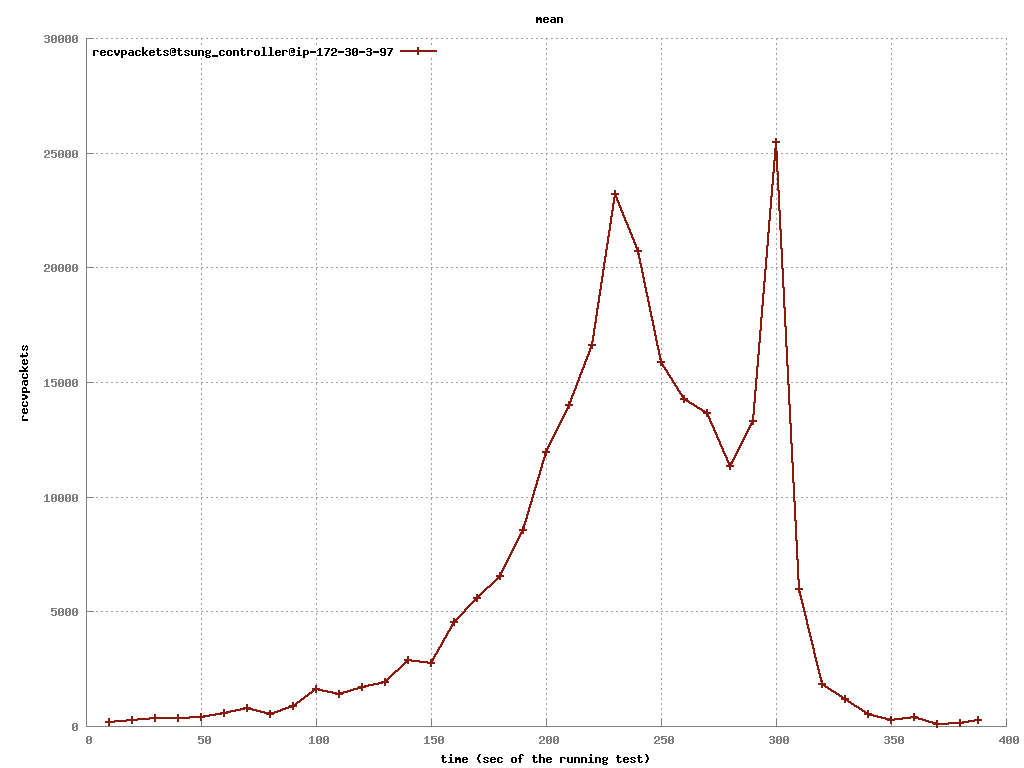 mean
recvpackets@tsung_controller@ip-172-30-3-97
30000
25000
20000
15000
10000
5000
0
recvpackets
0 50 100 150 200 250 300 350 400
time (sec of the running test)